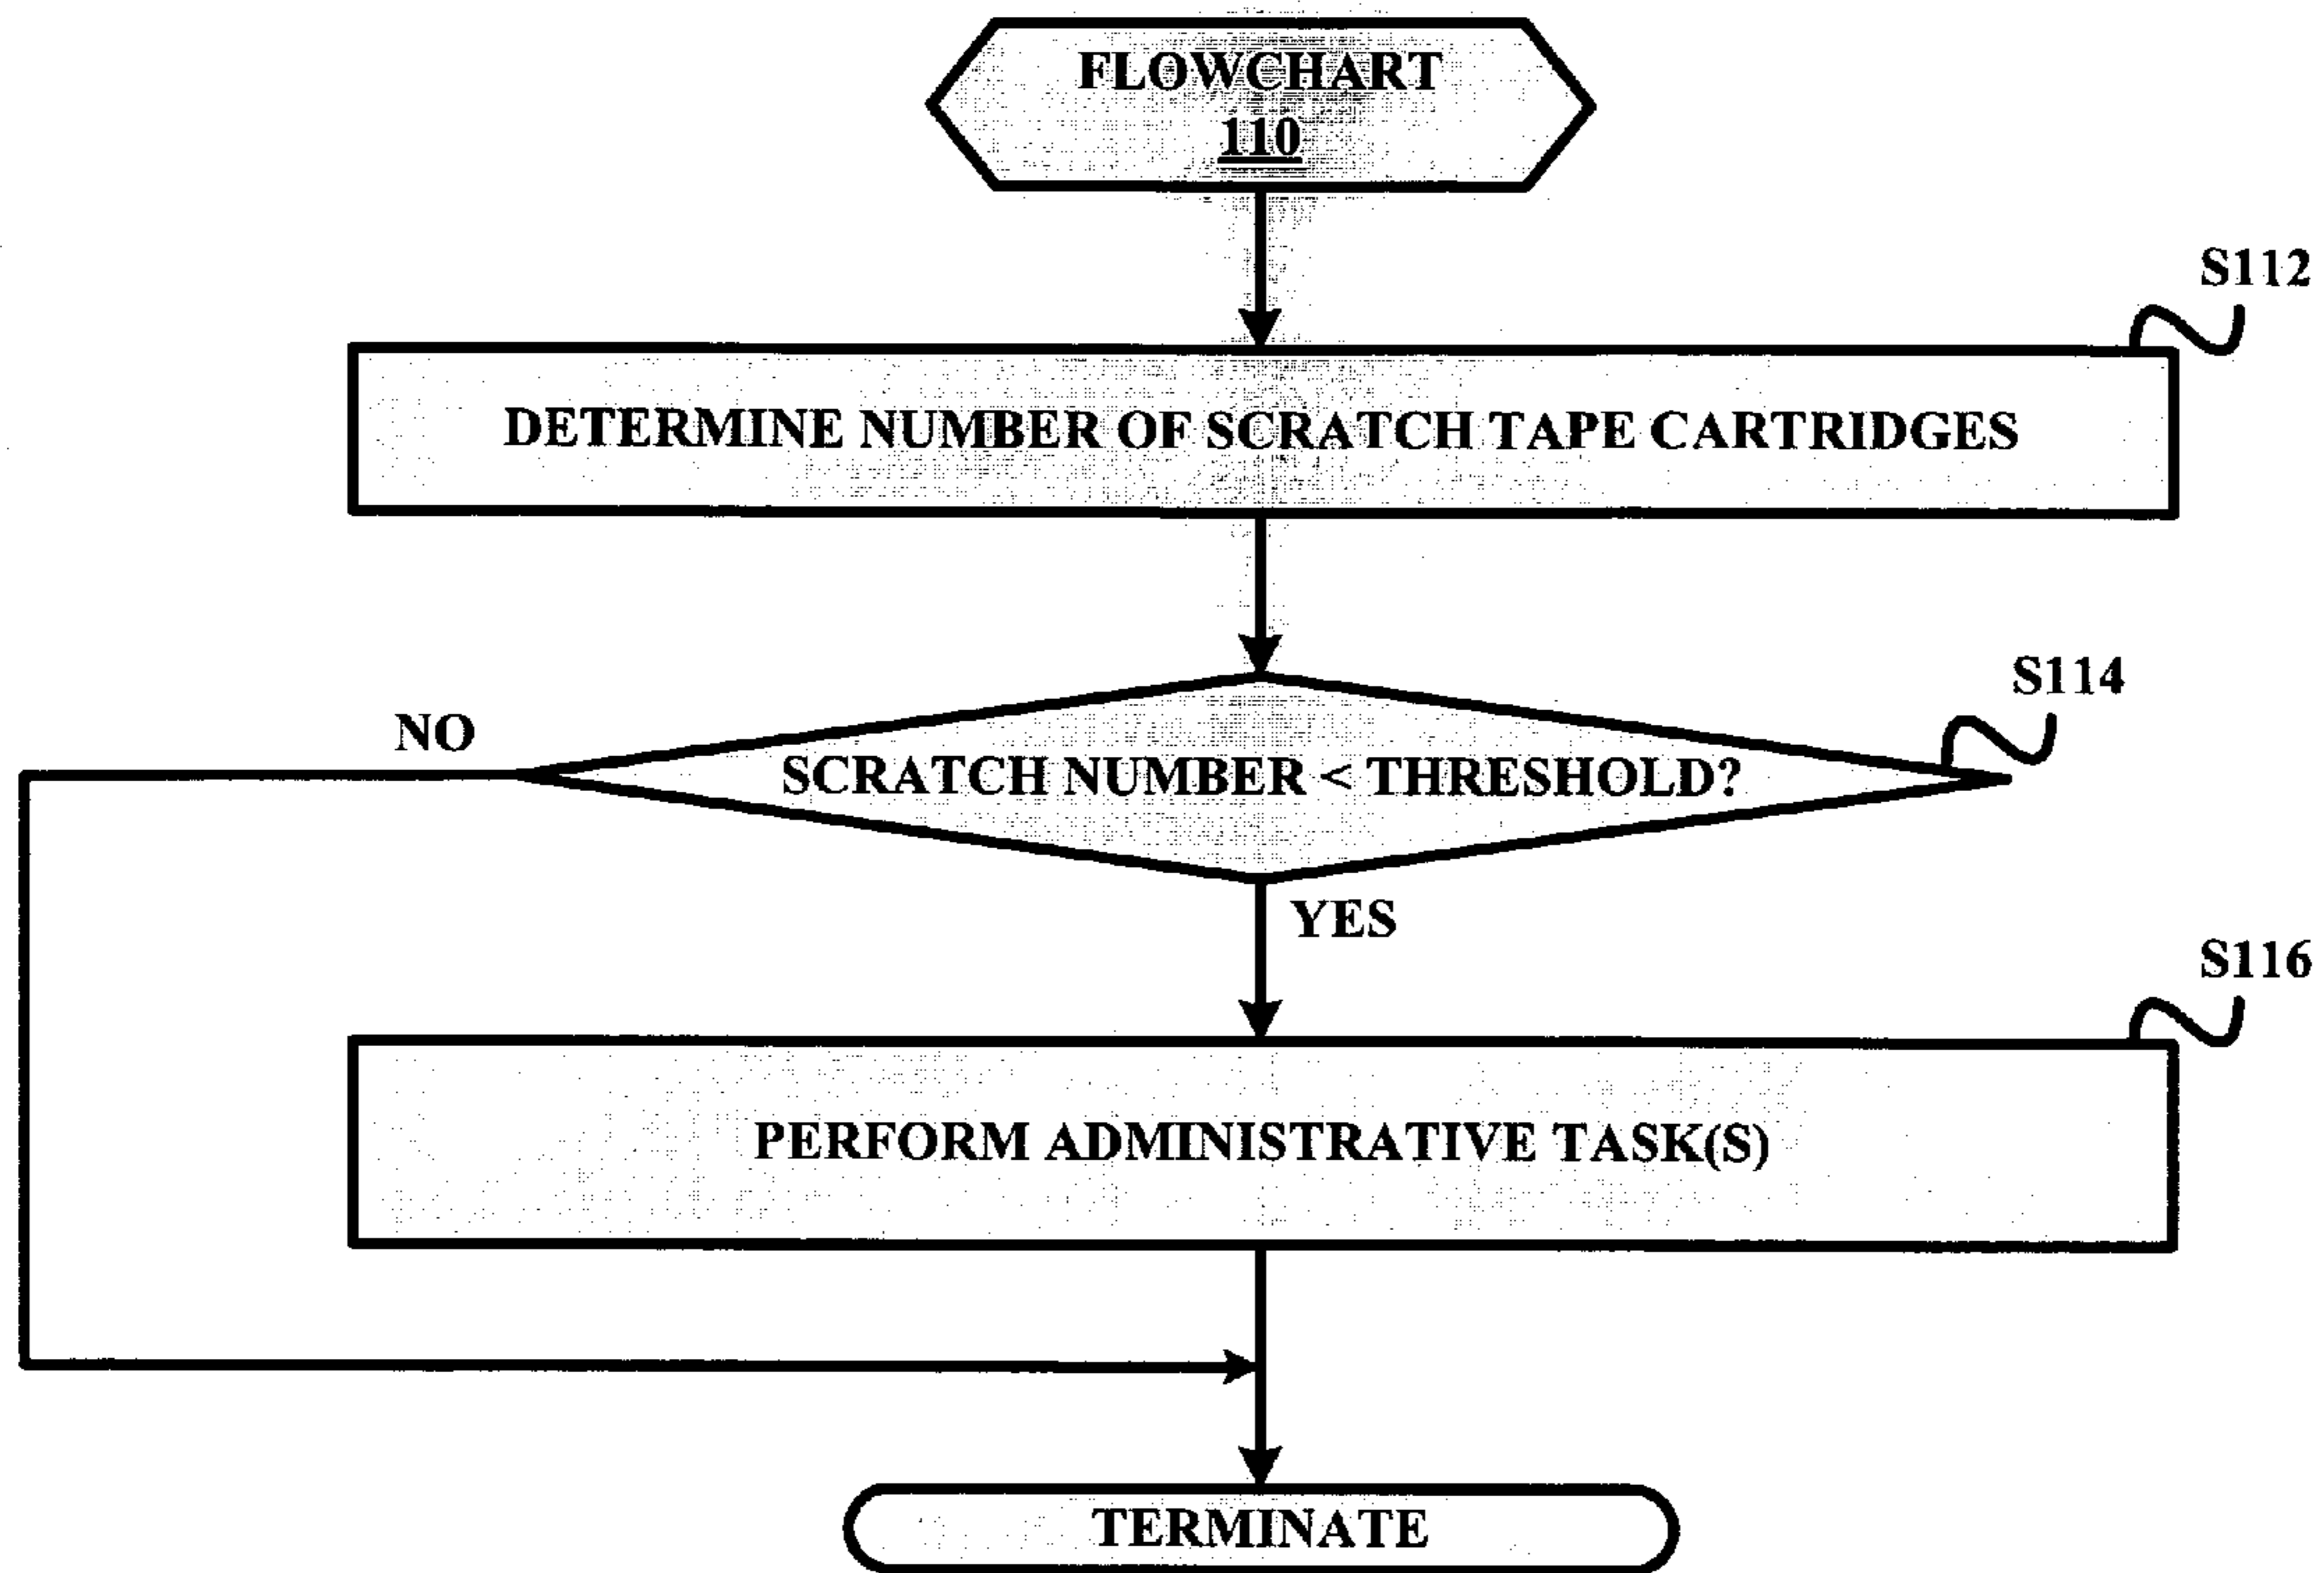 FLOWCHART
110
S112
DETERMINE NUMBER OF SCRATCH TAPE CARTRIDGES
S114
NO
SCRATCH NUMBER < THRESHOLD?
YES
S116
PERFORM ADMINISTRATIVE TASK(S)
TERMINATE